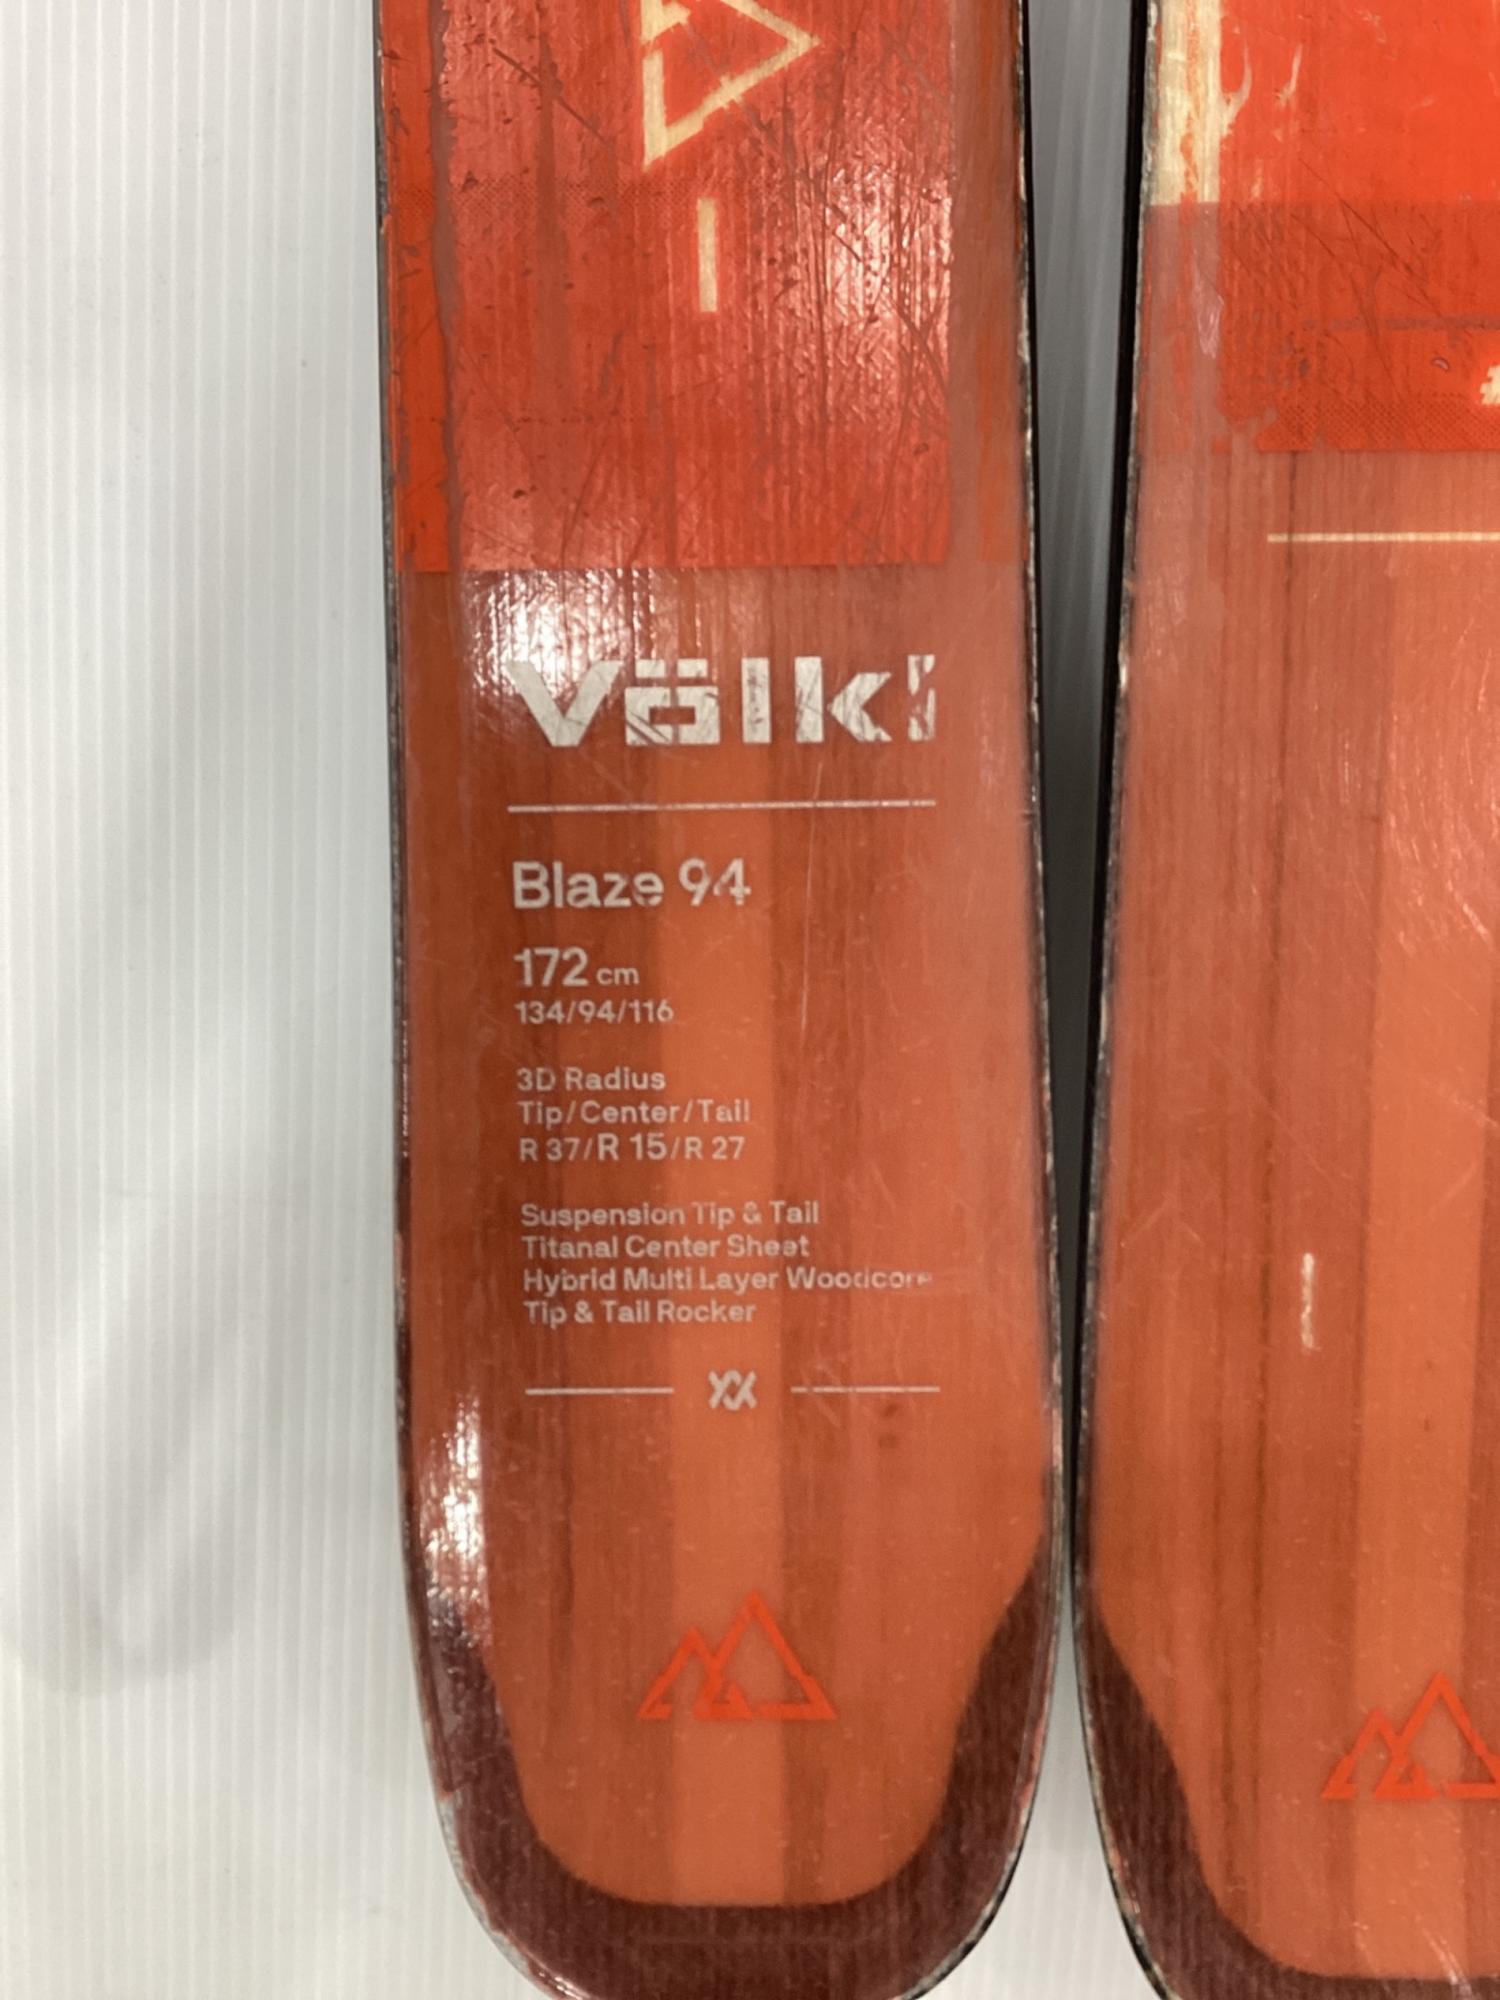 Völkl
Blaze 94
172 cm
134/94/116
3D Radius
Tip/Center/Tail
R 37/R 15/R 27
Suspension Tip & Tail
Titanal Center Sheet
Hybrid Multi Layer Woodcore
Tip & Tail Rocker